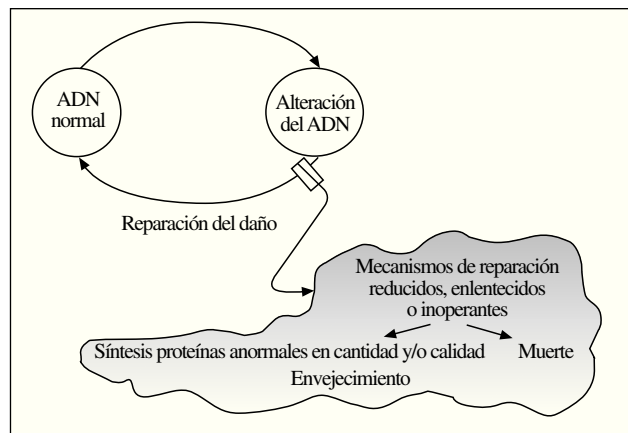 ADN
normal
Alteración
del ADN
Reparación del daño
Mecanismos de reparación
reducidos, enlentecidos
o inoperantes
Síntesis proteínas anormales en cantidad y/o calidad
Muerte
Envejecimiento